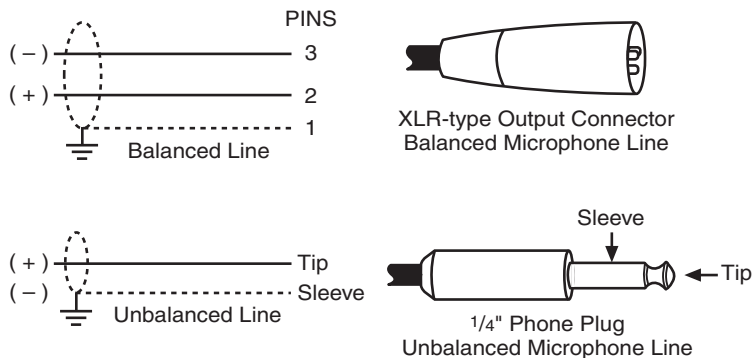 PINS
(–) 3
(+) 2
1
Balanced Line
XLR-type Output Connector
Balanced Microphone Line
(+) Tip
(–) Sleeve
Unbalanced Line
Sleeve
Tip
1/4" Phone Plug
Unbalanced Microphone Line